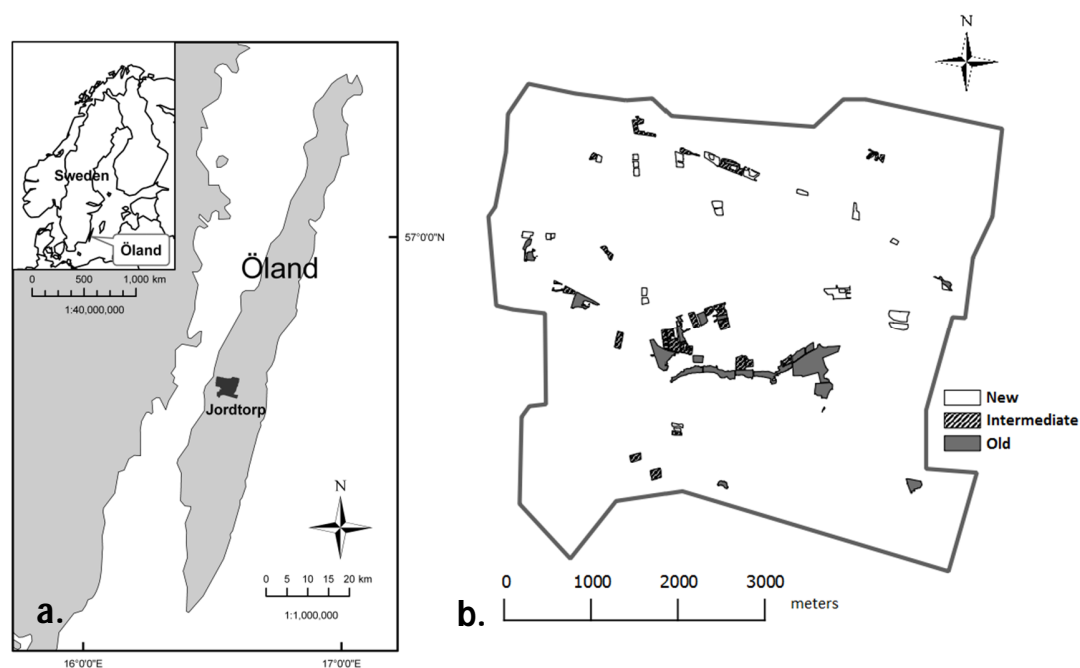 Sweden
Öland
0 500 1,000 km
1:40,000,000
Öland
57°0'0"N
Jordtorp
N
0 5 10 15 20 km
1:1,000,000
a.
16°0'0"E 17°0'0"E
N
New
Intermediate
Old
0 1000 2000 3000
meters
b.